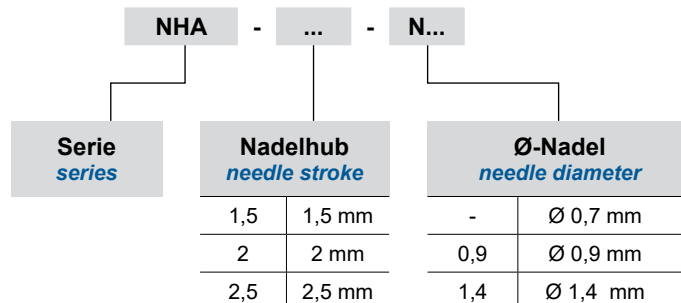 NHA - ... - N...
Serie Nadelhub Ø-Nadel
series needle stroke needle diameter
1,5 1,5 mm - Ø 0,7 mm
2 2 mm 0,9 Ø 0,9 mm
2,5 2,5 mm 1,4 Ø 1,4 mm